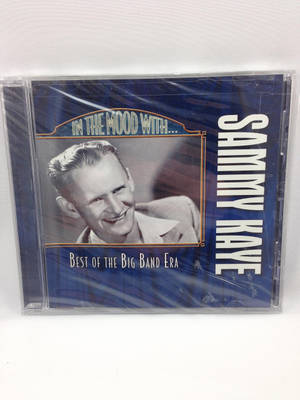 IN THE MOOD WITH...
SAMMY KAYE
BEST OF THE BIG BAND ERA